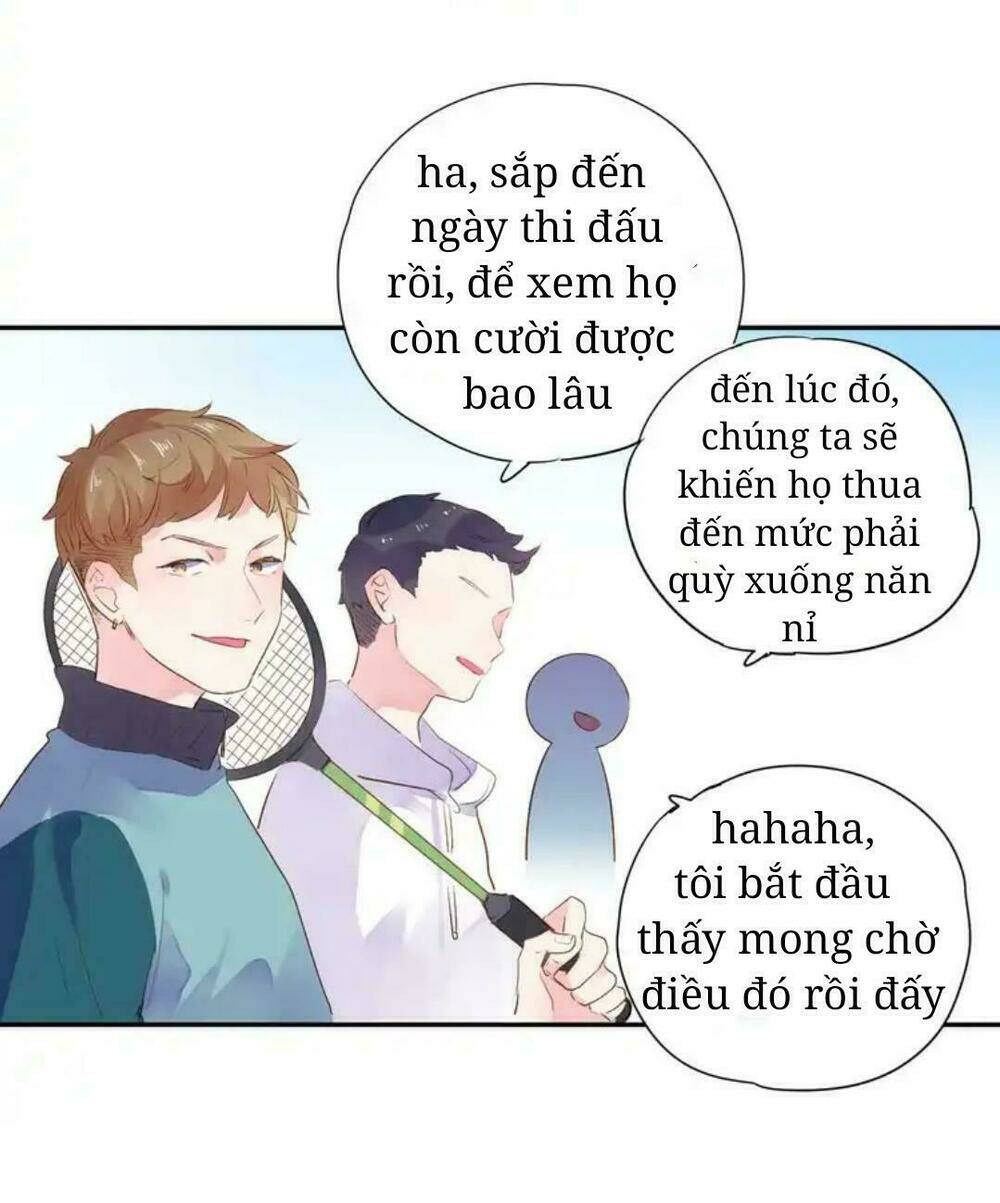 ha, sắp đến
ngày thi đấu
rồi, để xem họ
còn cười được
bao lâu
đến lúc đó,
chúng ta sẽ
khiến họ thua
đến mức phải
quỳ xuống năn
nỉ
hahaha,
tôi bắt đầu
thấy mong chờ
điều đó rồi đấy